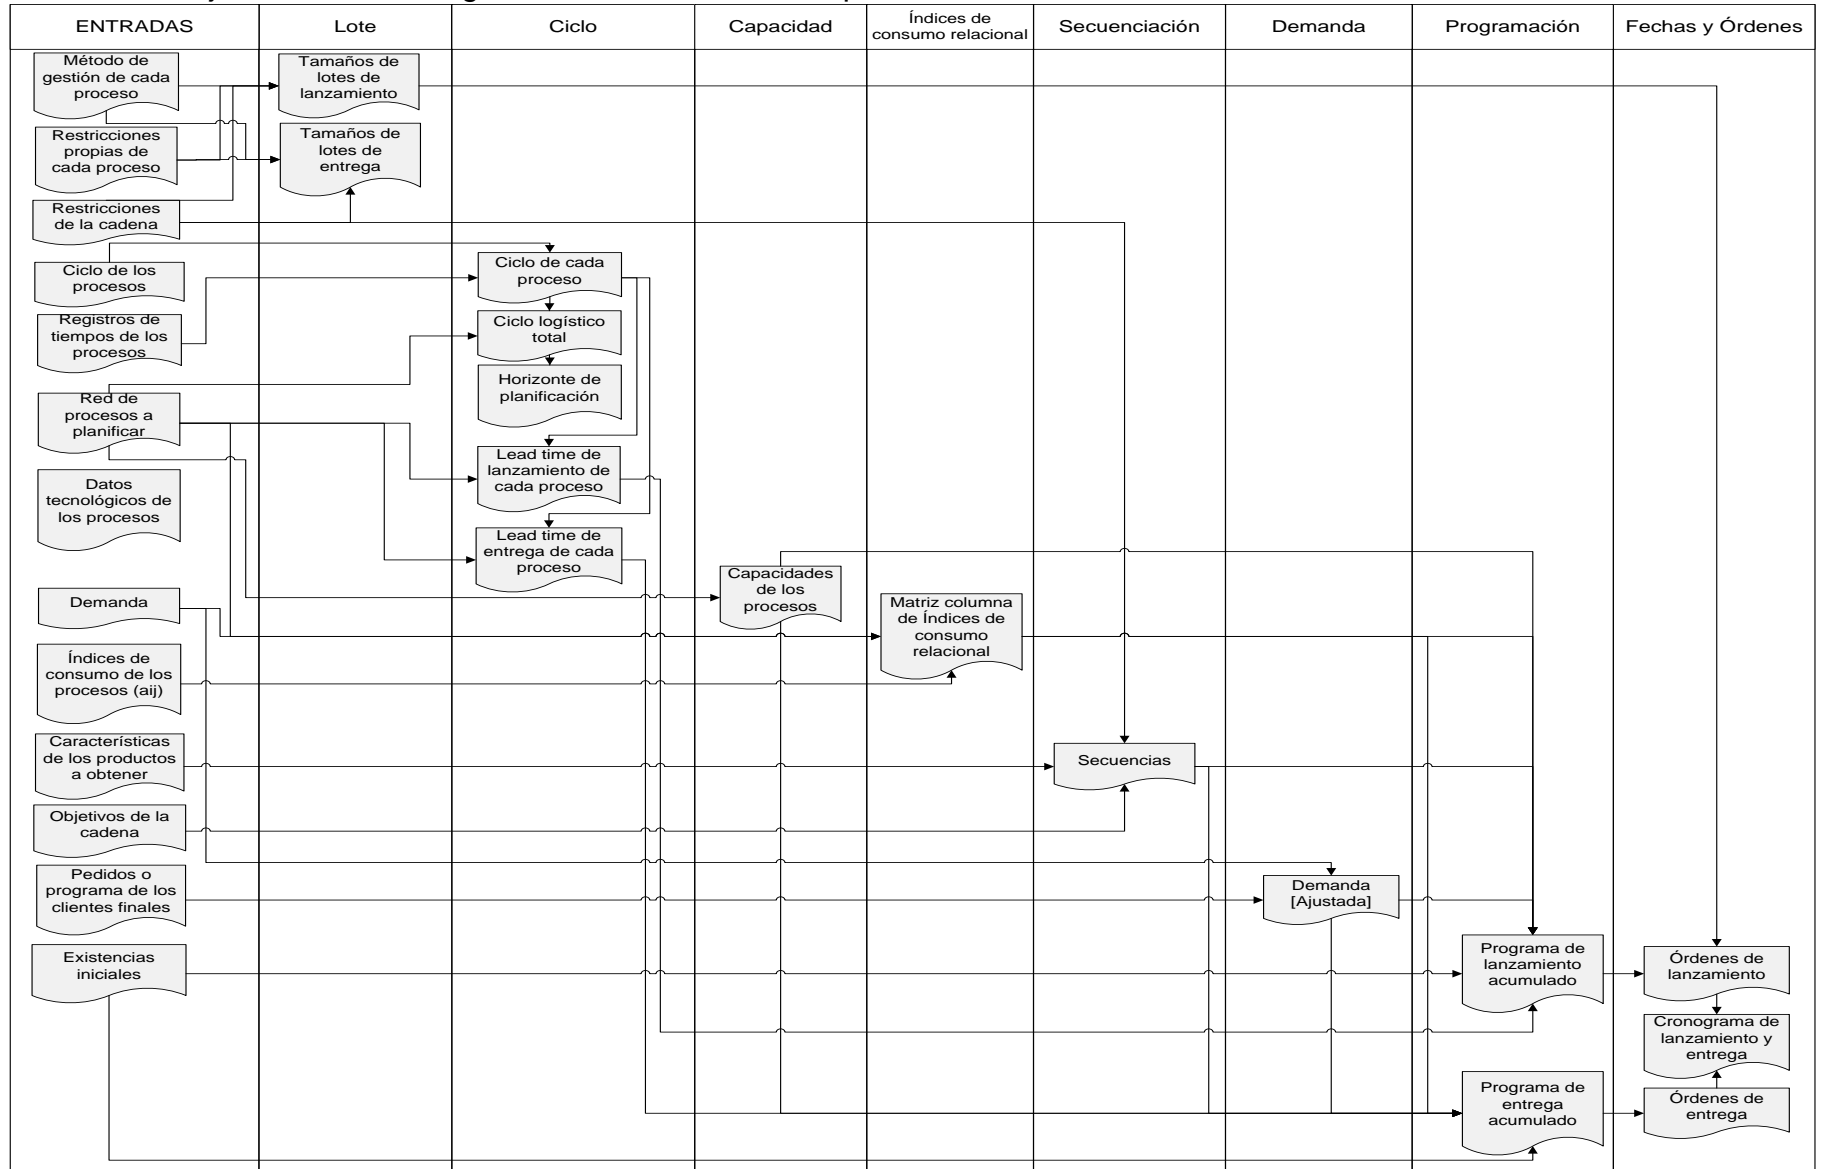 ENTRADAS
Lote
Ciclo
Capacidad
Índices de
consumo relacional
Secuenciación
Demanda
Programación
Fechas y Órdenes
Método de
gestión de cada
proceso
Restricciones
propias de
cada proceso
Restricciones
de la cadena
Ciclo de los
procesos
Registros de
tiempos de los
procesos
Red de
procesos a
planificar
Datos
tecnológicos de
los procesos
Demanda
Índices de
consumo de los
procesos (aij)
Característícas
de los productos
a obtener
Objetivos de la
cadena
Pedidos o
programa de los
clientes finales
Existencias
iniciales
Tamaños de
lotes de
lanzamiento
Tamaños de
lotes de
entrega
Ciclo de cada
proceso
Ciclo logístico
total
Horizonte de
planificación
Lead time de
lanzamiento de
cada proceso
Lead time de
entrega de cada
proceso
Capacidades
de los
procesos
Matriz columna
de Índices de
consumo
relacional
Secuencias
Demanda
[Ajustada]
Programa de
lanzamiento
acumulado
Programa de
entrega
acumulado
Órdenes de
lanzamiento
Cronograma de
lanzamiento y
entrega
Órdenes de
entrega